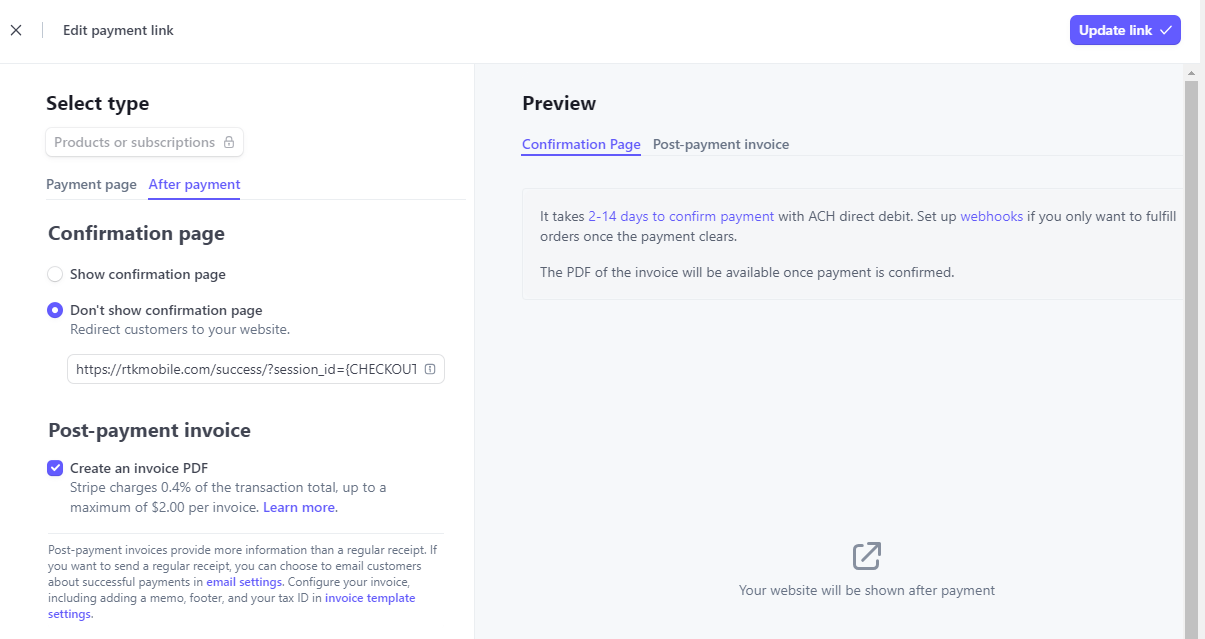 Edit payment link
Update link
Select type
Products or subscriptions
Payment page
After payment
Confirmation page
Show confirmation page
Don't show confirmation page
Redirect customers to your website.
https://rtkmobile.com/success/?session_id={CHECKOUT
Post-payment invoice
Create an invoice PDF
Stripe charges 0.4% of the transaction total, up to a
maximum of $2.00 per invoice. Learn more.
Post-payment invoices provide more information than a regular receipt. If
you want to send a regular receipt, you can choose to email customers
about successful payments in email settings. Configure your invoice,
including adding a memo, footer, and your tax ID in invoice template
settings.
Preview
Confirmation Page
Post-payment invoice
It takes 2-14 days to confirm payment with ACH direct debit. Set up webhooks if you only want to fulfill
orders once the payment clears.
The PDF of the invoice will be available once payment is confirmed.
Your website will be shown after payment